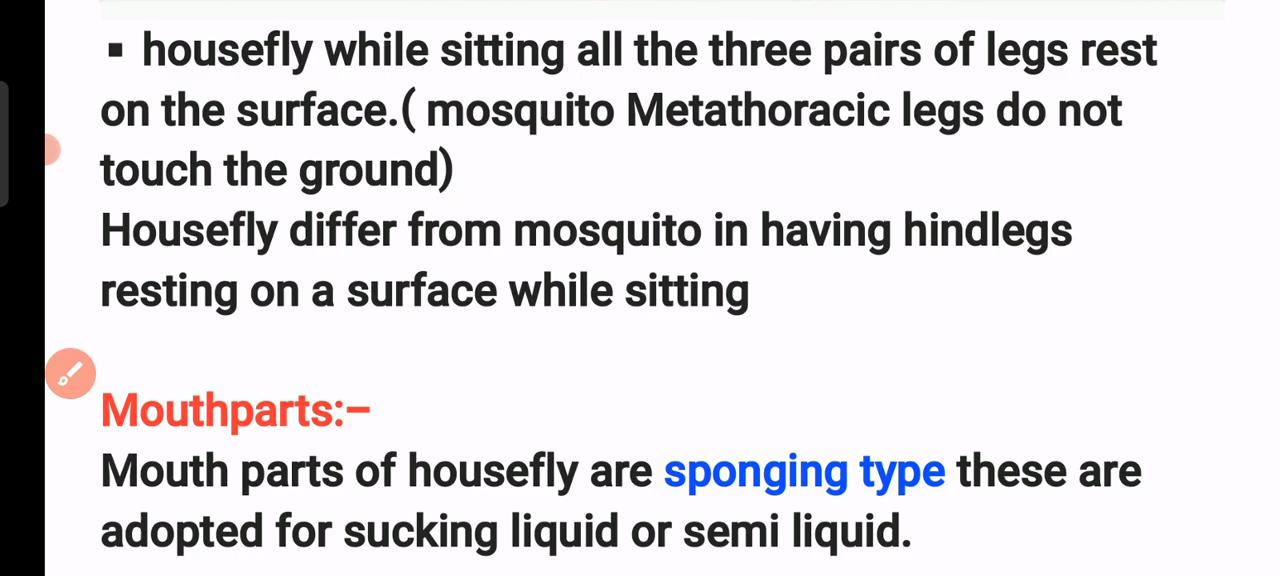 ▪ housefly while sitting all the three pairs of legs rest
on the surface.( mosquito Metathoracic legs do not
touch the ground)
Housefly differ from mosquito in having hindlegs
resting on a surface while sitting
Mouthparts:–
Mouth parts of housefly are sponging type these are
adopted for sucking liquid or semi liquid.